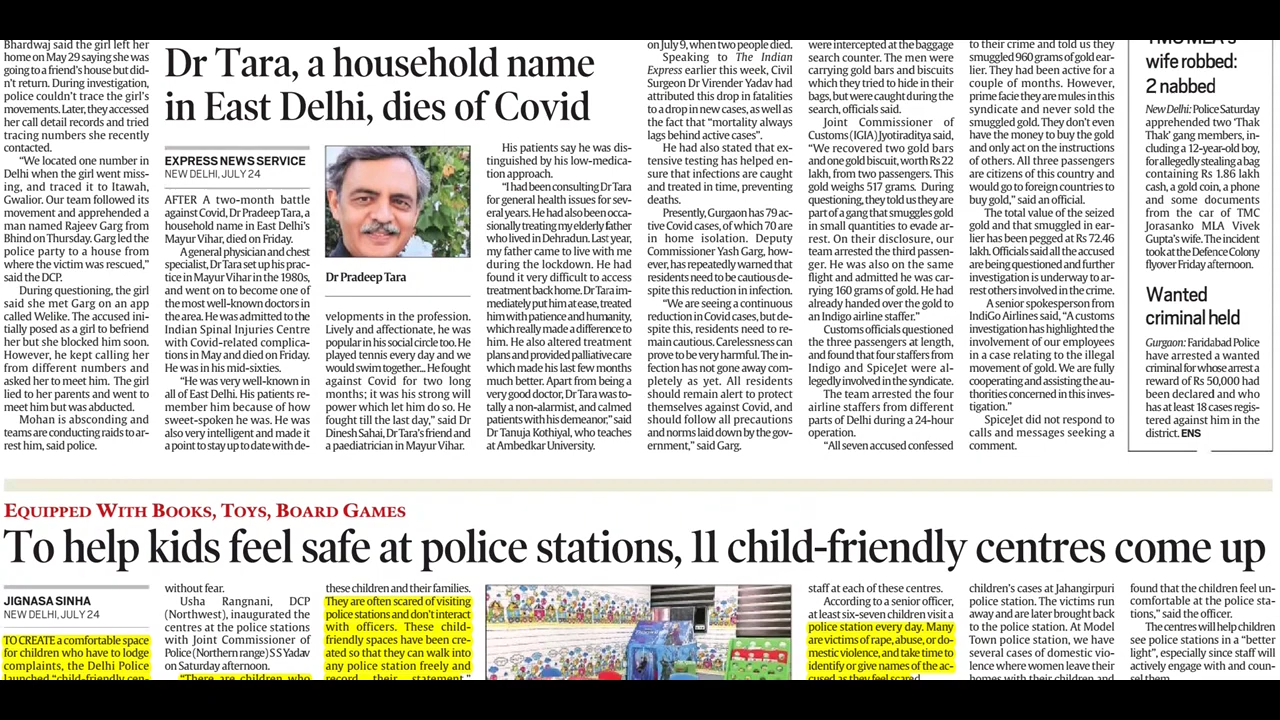 Bhardwaj said the girl left her
home on May 29 saying she was
going to a friend's house but did-
n't return. During investigation,
police couldn't trace the girl's
movements. Later, they accessed
her call detail records and tried
tracing numbers she recently
contacted.
"We located one number in
Delhi when the girl went miss-
ing, and traced it to Itawah,
Gwalior. Our team followed its
movement and apprehended a
man named Rajeev Garg from
Bhind on Thursday. Garg led the
police party to a house from
where the victim was rescued,"
said the DCP.
During questioning, the girl
said she met Garg on an app
called Welike. The accused ini-
tially posed as a girl to befriend
her but she blocked him soon.
However, he kept calling her
from different numbers and
asked her to meet him. The girl
lied to her parents and went to
meet him but was abducted.
Mohan is absconding and
teams are conducting raids to ar-
rest him, said police.
Dr Tara, a household name
in East Delhi, dies of Covid
EXPRESS NEWS SERVICE
NEW DELHI, JULY 24
AFTER A two-month battle
against Covid, Dr Pradeep Tara, a
household name in East Delhi's
Mayur Vihar, died on Friday.
A general physician and chest
specialist, Dr Tara set up his prac-
tice in Mayur Vihar in the 1980s,
and went on to become one of
the most well-known doctors in
the area. He was admitted to the
Indian Spinal Injuries Centre
with Covid-related complica-
tions in May and died on Friday.
He was in his mid-sixties.
"He was very well-known in
all of East Delhi. His patients re-
member him because of how
sweet-spoken he was. He was
also very intelligent and made it
a point to stay up to date with de-
Dr Pradeep Tara
velopments in the profession.
Lively and affectionate, he was
popular in his social circle too. He
played tennis every day and we
would swim together... He fought
against Covid for two long
months; it was his strong will
power which let him do so. He
fought till the last day," said Dr
Dinesh Sahai, Dr Tara's friend and
a paediatrician in Mayur Vihar.
His patients say he was dis-
tinguished by his low-medica-
tion approach.
"I had been consulting Dr Tara
for general health issues for sev-
eral years. He had also been occa-
sionally treating my elderly father
who lived in Dehradun. Last year,
my father came to live with me
during the lockdown. He had
found it very difficult to access
treatment back home. Dr Tara im-
mediately put him at ease, treated
him with patience and humanity,
which really made a difference to
him. He also altered treatment
plans and provided palliative care
which made his last few months
much better. Apart from being a
very good doctor, Dr Tara was to-
tally a non-alarmist, and calmed
patients with his demeanor," said
Dr Tanuja Kothiyal, who teaches
at Ambedkar University.
on July 9, when two people died.
Speaking to The Indian
Express earlier this week, Civil
Surgeon Dr Virender Yadav had
attributed this drop in fatalities
to a drop in new cases, as well as
the fact that "mortality always
lags behind active cases".
He had also stated that ex-
tensive testing has helped en-
sure that infections are caught
and treated in time, preventing
deaths.
Presently, Gurgaon has 79 ac-
tive Covid cases, of which 70 are
in home isolation. Deputy
Commissioner Yash Garg, how-
ever, has repeatedly warned that
residents need to be cautious de-
spite this reduction in infection.
"We are seeing a continuous
reduction in Covid cases, but de-
spite this, residents need to re-
main cautious. Carelessness can
prove to be very harmful. The in-
fection has not gone away com-
pletely as yet. All residents
should remain alert to protect
themselves against Covid, and
should follow all precautions
and norms laid down by the gov-
ernment," said Garg.
were intercepted at the baggage
search counter. The men were
carrying gold bars and biscuits
which they tried to hide in their
bags, but were caught during the
search, officials said.
Joint Commissioner of
Customs (IGIA) Jyotiraditya said,
"We recovered two gold bars
and one gold biscuit, worth Rs 22
lakh, from two passengers. This
gold weighs 517 grams. During
questioning, they told us they are
part of a gang that smuggles gold
in small quantities to evade ar-
rest. On their disclosure, our
team arrested the third passen-
ger. He was also on the same
flight and admitted he was car-
rying 160 grams of gold. He had
already handed over the gold to
an Indigo airline staffer."
Customs officials questioned
the three passengers at length,
and found that four staffers from
Indigo and SpiceJet were al-
legedly involved in the syndicate.
The team arrested the four
airline staffers from different
parts of Delhi during a 24-hour
operation.
"All seven accused confessed
to their crime and told us they
smuggled 960 grams of gold ear-
lier. They had been active for a
couple of months. However,
prime facie they are mules in this
syndicate and never sold the
smuggled gold. They don't even
have the money to buy the gold
and only act on the instructions
of others. All three passengers
are citizens of this country and
would go to foreign countries to
buy gold," said an official.
The total value of the seized
gold and that smuggled in ear-
lier has been pegged at Rs 72.46
lakh. Officials said all the accused
are being questioned and further
investigation is underway to ar-
rest others involved in the crime.
A senior spokesperson from
IndiGo Airlines said, "A customs
investigation has highlighted the
involvement of our employees
in a case relating to the illegal
movement of gold. We are fully
cooperating and assisting the au-
thorities concerned in this inves-
tigation."
SpiceJet did not respond to
calls and messages seeking a
comment.
TMC MLA's
wife robbed:
2 nabbed
New Delhi: Police Saturday
apprehended two 'Thak
Thak' gang members, in-
cluding a 12-year-old boy,
for allegedly stealing a bag
containing Rs 1.86 lakh
cash, a gold coin, a phone
and some documents
from the car of TMC
Jorasanko MLA Vivek
Gupta's wife. The incident
took at the Defence Colony
flyover Friday afternoon.
Wanted
criminal held
Gurgaon: Faridabad Police
have arrested a wanted
criminal for whose arrest a
reward of Rs 50,000 had
been declared and who
has at least 18 cases regis-
tered against him in the
district. ENS
EQUIPPED WITH BOOKS, TOYS, BOARD GAMES
To help kids feel safe at police stations, 11 child-friendly centres come up
JIGNASA SINHA
NEW DELHI, JULY 24
TO CREATE a comfortable space
for children who have to lodge
complaints, the Delhi Police
launched "child-friendly cen-
without fear.
Usha Rangnani, DCP
(Northwest), inaugurated the
centres at the police stations
with Joint Commissioner of
Police (Northern range) S S Yadav
on Saturday afternoon.
"There are children who
these children and their families.
They are often scared of visiting
police stations and don't interact
with officers. These child-
friendly spaces have been cre-
ated so that they can walk into
any police station freely and
record their statement,"
staff at each of these centres.
According to a senior officer,
at least six-seven children visit a
police station every day. Many
are victims of rape, abuse, or do-
mestic violence, and take time to
identify or give names of the ac-
cused as they feel scared.
children's cases at Jahangirpuri
police station. The victims run
away and are later brought back
to the police station. At Model
Town police station, we have
several cases of domestic vio-
lence where women leave their
homes with their children and
found that the children feel un-
comfortable at the police sta-
tions," said the officer.
The centres will help children
see police stations in a "better
light", especially since staff will
actively engage with and coun-
sel them.